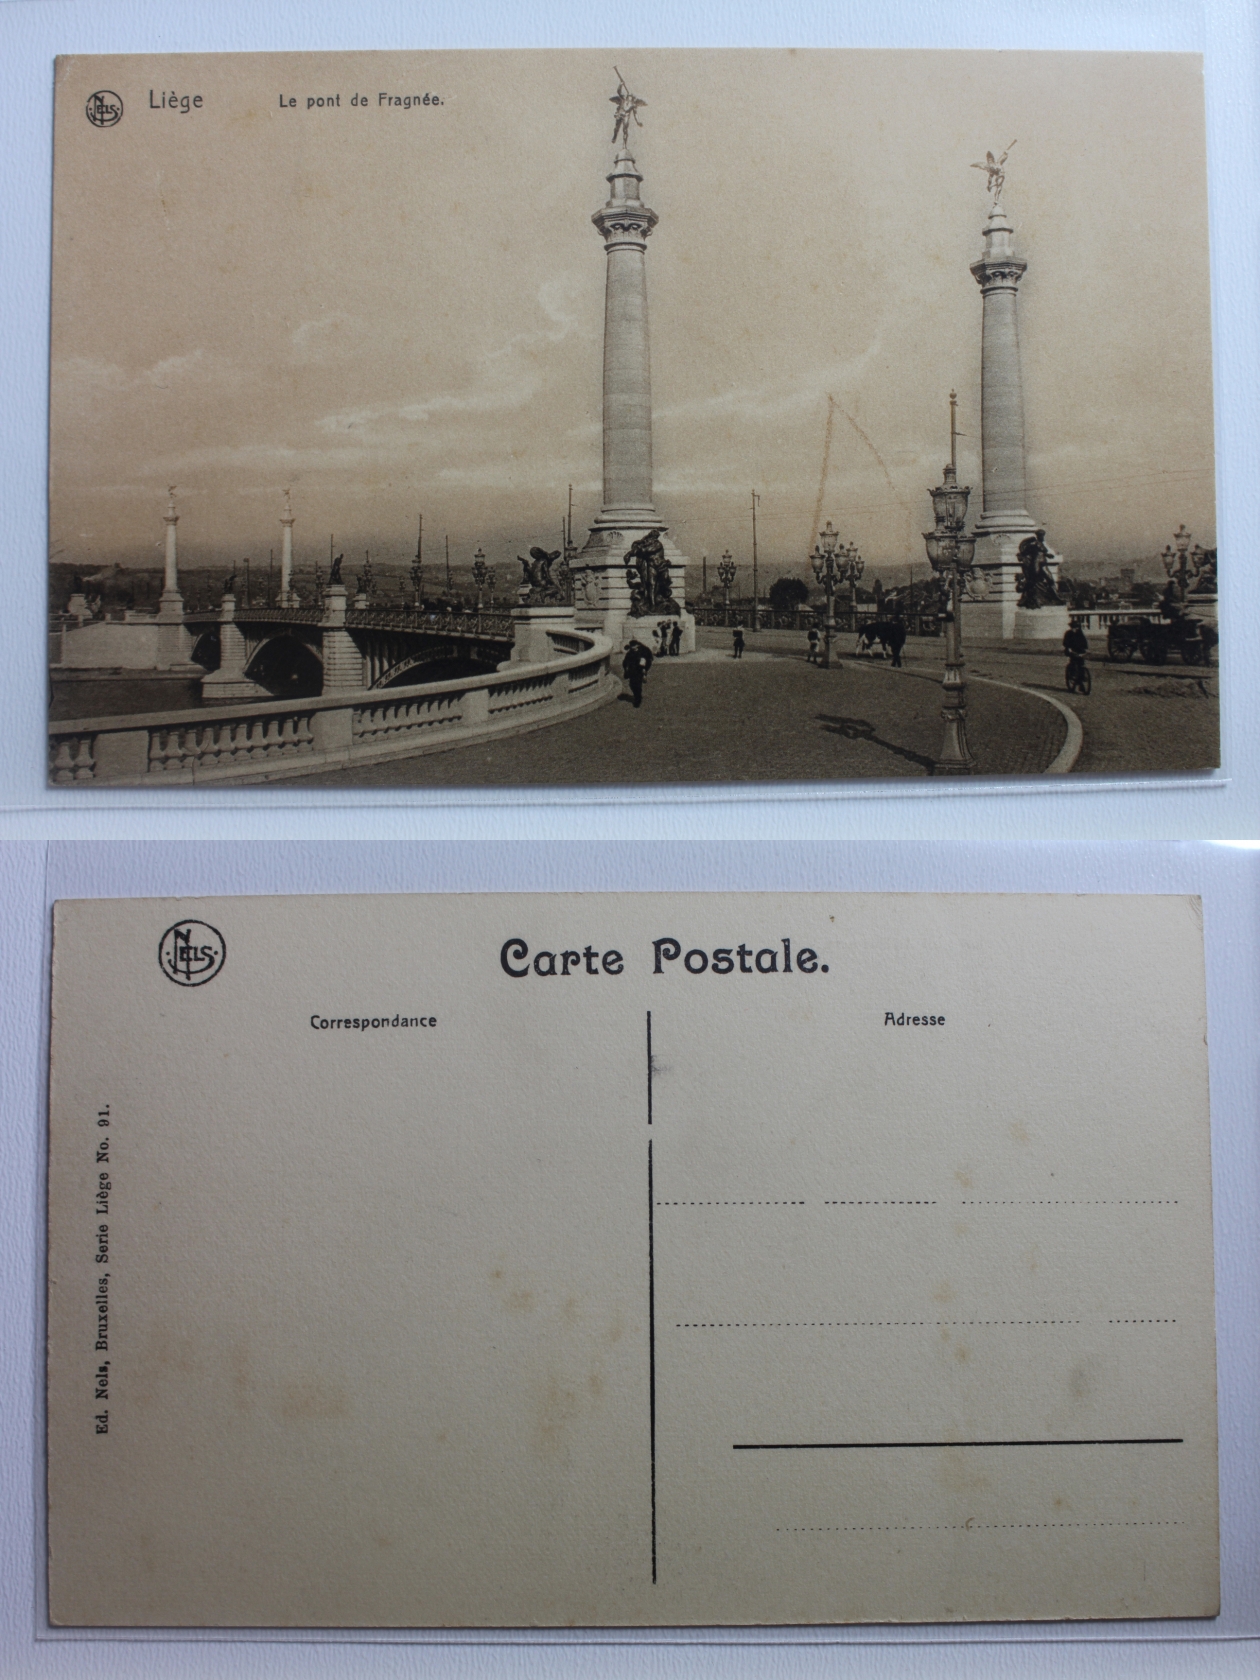 NELS
Liège
Le pont de Fragnée.
NELS
Carte Postale.
Correspondance
Adresse
Ed. Nels, Bruxelles, Serie Liège No. 91.